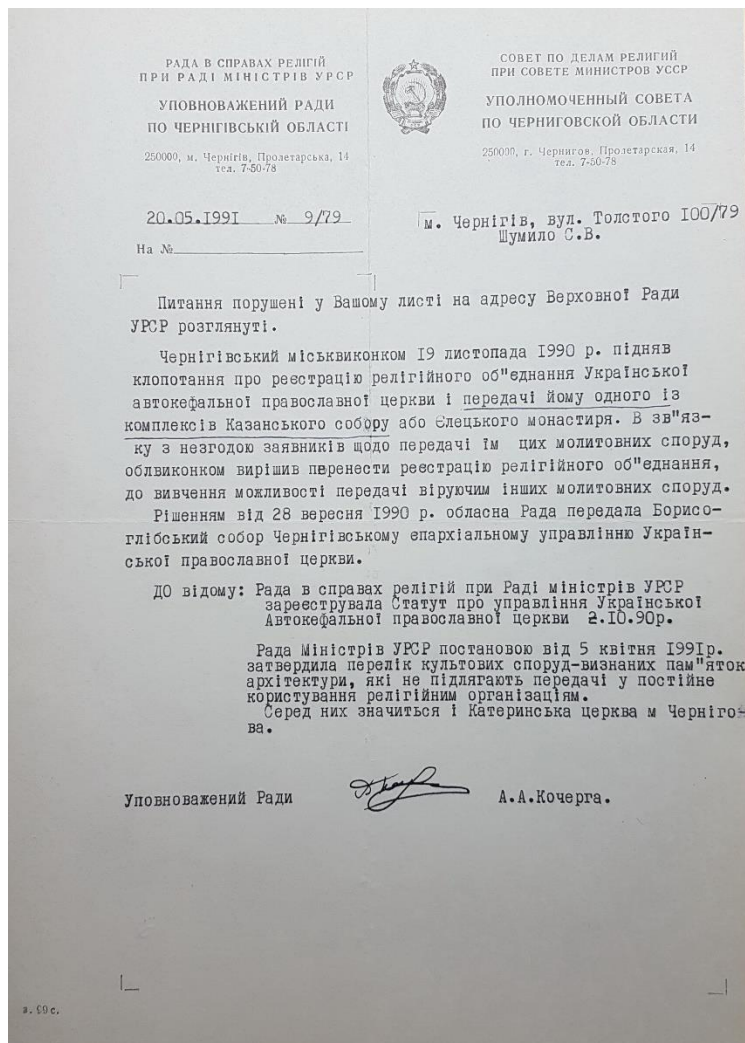 РАДА В СПРАВАХ РЕЛІГІЙ
ПРИ РАДІ МІНІСТРІВ УРСР
УПОВНОВАЖЕНИЙ РАДИ
ПО ЧЕРНІГІВСЬКІЙ ОБЛАСТІ
250000, м. Чернігів, Пролетарська, 14
тел. 7-50-78
СОВЕТ ПО ДЕЛАМ РЕЛИГИЙ
ПРИ СОВЕТЕ МИНИСТРОВ УССР
УПОЛНОМОЧЕННЫЙ СОВЕТА
ПО ЧЕРНИГОВСКОЙ ОБЛАСТИ
250000, г. Чернигов, Пролетарская, 14
тел. 7-50-78
20.05.1991 № 9/79
На №
м. Чернігів, вул. Толстого 100/79
Шумило С.В.
Питання порушені у Вашому листі на адресу Верховної Ради
УРСР розглянуті.
Чернігівський міськвиконком 19 листопада 1990 р. підняв
клопотання про реєстрацію релігійного об"єднання Української
автокефальної православної церкви і передачі йому одного із
комплексів Казанського собору або Єлецького монастиря. В зв"яз-
ку з незгодою заявників щодо передачі їм цих молитовних споруд,
облвиконком вирішив перенести реєстрацію релігійного об"єднання,
до вивчення можливості передачі віруючим інших молитовних споруд.
Рішенням від 28 вересня 1990 р. обласна Рада передала Борисо-
глібський собор Чернігівському єпархіальному управлінню Україн-
ської православної церкви.
ДО відома: Рада в справах релігій при Раді міністрів УРСР
зареєструвала Статут про управління Української
Автокефальної православної церкви 2.10.90р.
Рада Міністрів УРСР постановою від 5 квітня 1991р.
затвердила перелік культових споруд-визнаних пам"яток
архітектури, які не підлягають передачі у постійне
користування релігійним організаціям.
Серед них значиться і Катеринська церква м Черніго-
ва.
Уповноважений Ради
А.А.Кочерга.